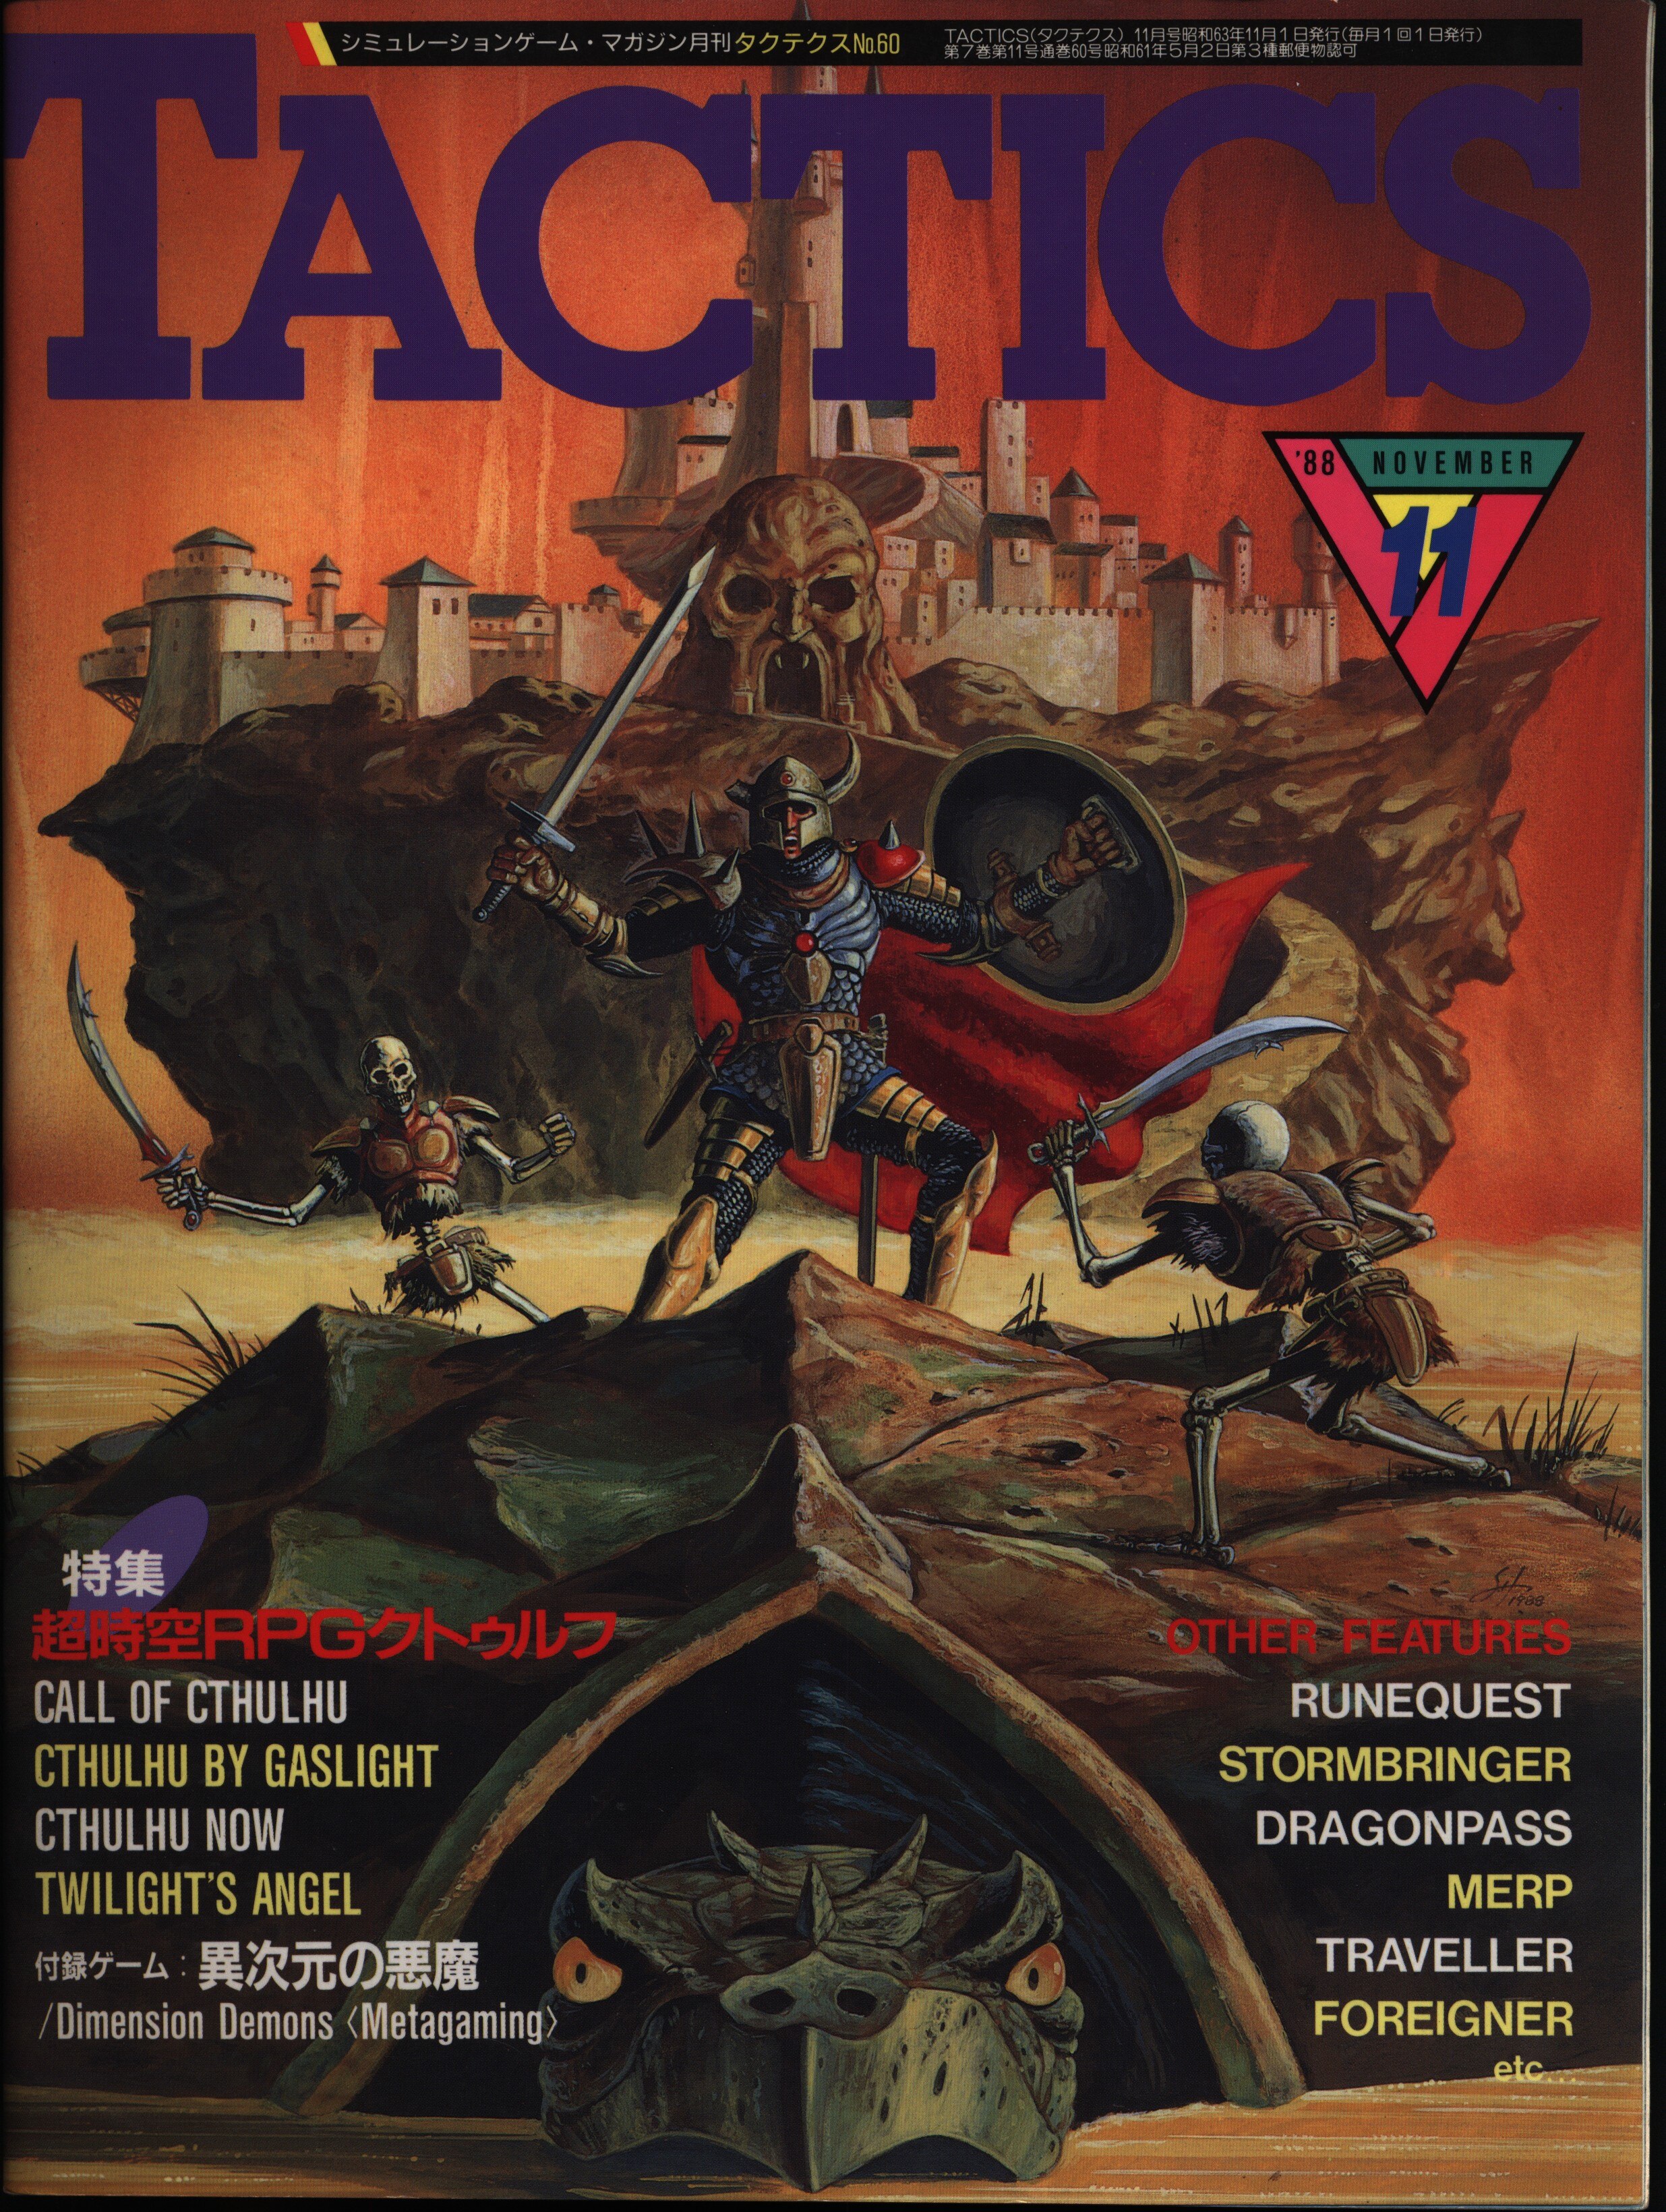 シミュレーションゲーム・マガジン月刊タクテクスNo.60
TACTICS(タクテクス) 11月号昭和63年11月1日発行(毎月1回1日発行)
第7巻第11号通巻60号昭和61年5月2日第3種郵便物認可
TACTICS
'88 NOVEMBER
11
特集
超時空RPGクトゥルフ
CALL OF CTHULHU
CTHULHU BY GASLIGHT
CTHULHU NOW
TWILIGHT'S ANGEL
付録ゲーム:異次元の悪魔
/Dimension Demons〈Metagaming〉
1988
OTHER FEATURES
RUNEQUEST
STORMBRINGER
DRAGONPASS
MERP
TRAVELLER
FOREIGNER
etc...